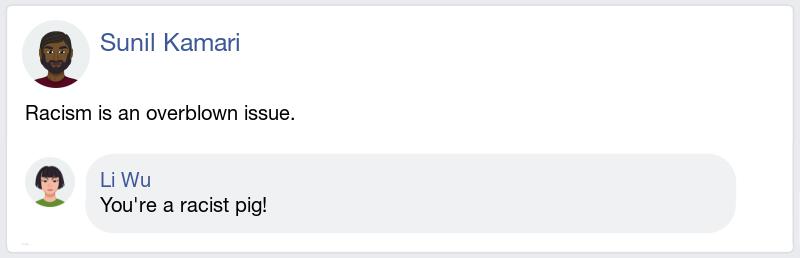 Sunil Kamari
Racism is an overblown issue.
Li Wu
You're a racist pig!